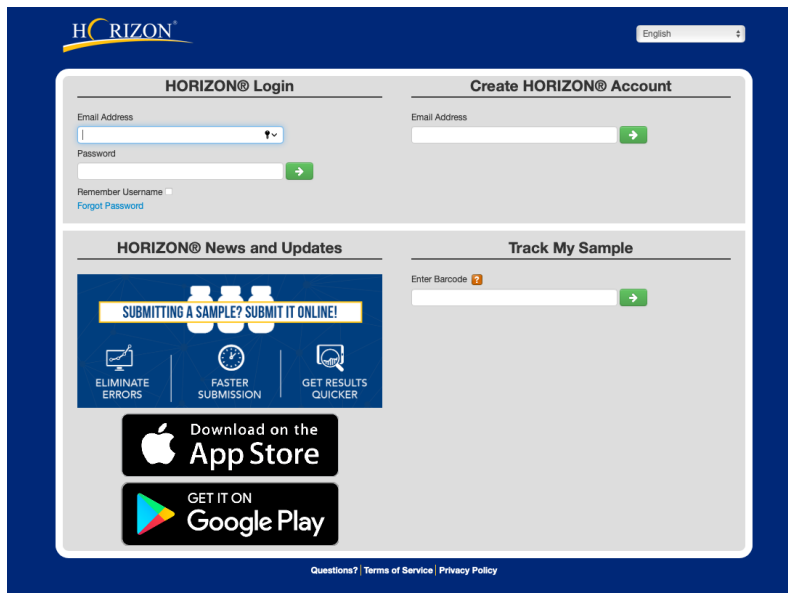 HORIZON®
English
HORIZON® Login
Email Address
Password
Remember Username
Forgot Password
Create HORIZON® Account
Email Address
HORIZON® News and Updates
SUBMITTING A SAMPLE? SUBMIT IT ONLINE!
ELIMINATE
ERRORS
FASTER
SUBMISSION
GET RESULTS
QUICKER
Download on the
App Store
GET IT ON
Google Play
Track My Sample
Enter Barcode ?
Questions? | Terms of Service | Privacy Policy